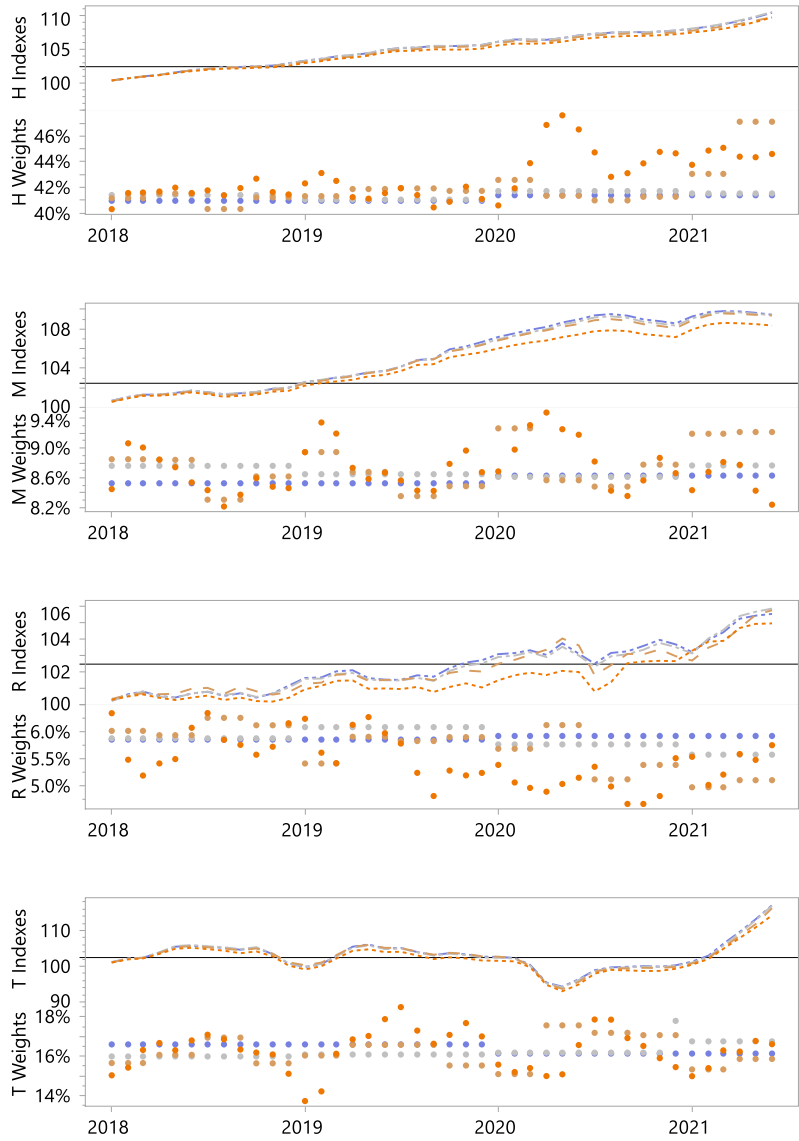 H Indexes
110
105
100
H Weights
46%
44%
42%
40%
2018 2019 2020 2021
M Indexes
108
104
100
M Weights
9.4%
9.0%
8.6%
8.2%
2018 2019 2020 2021
R Indexes
106
104
102
100
R Weights
6.0%
5.5%
5.0%
2018 2019 2020 2021
T Indexes
110
100
90
T Weights
18%
16%
14%
2018 2019 2020 2021